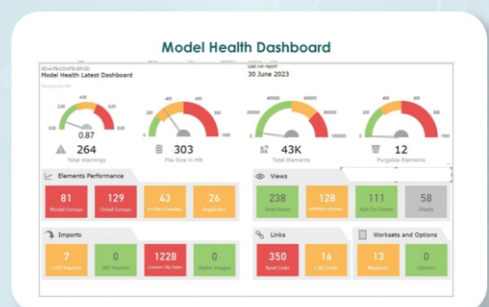 Model Health Dashboard
Last run report
Model Health Latest Dashboard
30 June 2023
0.87
264
303
43K
12
Total Warnings
File Size in MB
Total Elements
Purgable Elements
Elements Performance
Views
81
129
43
26
238
128
111
58
Model Groups
Detail Groups
In-Place Families
Duplicates
Total Views
Not On Sheets
Sheets
Imports
Links
Worksets and Options
7
0
1228
0
350
14
13
0
CAD Imports
SKP Imports
Raster Images
Revit Links
CAD Links
Worksets
Options